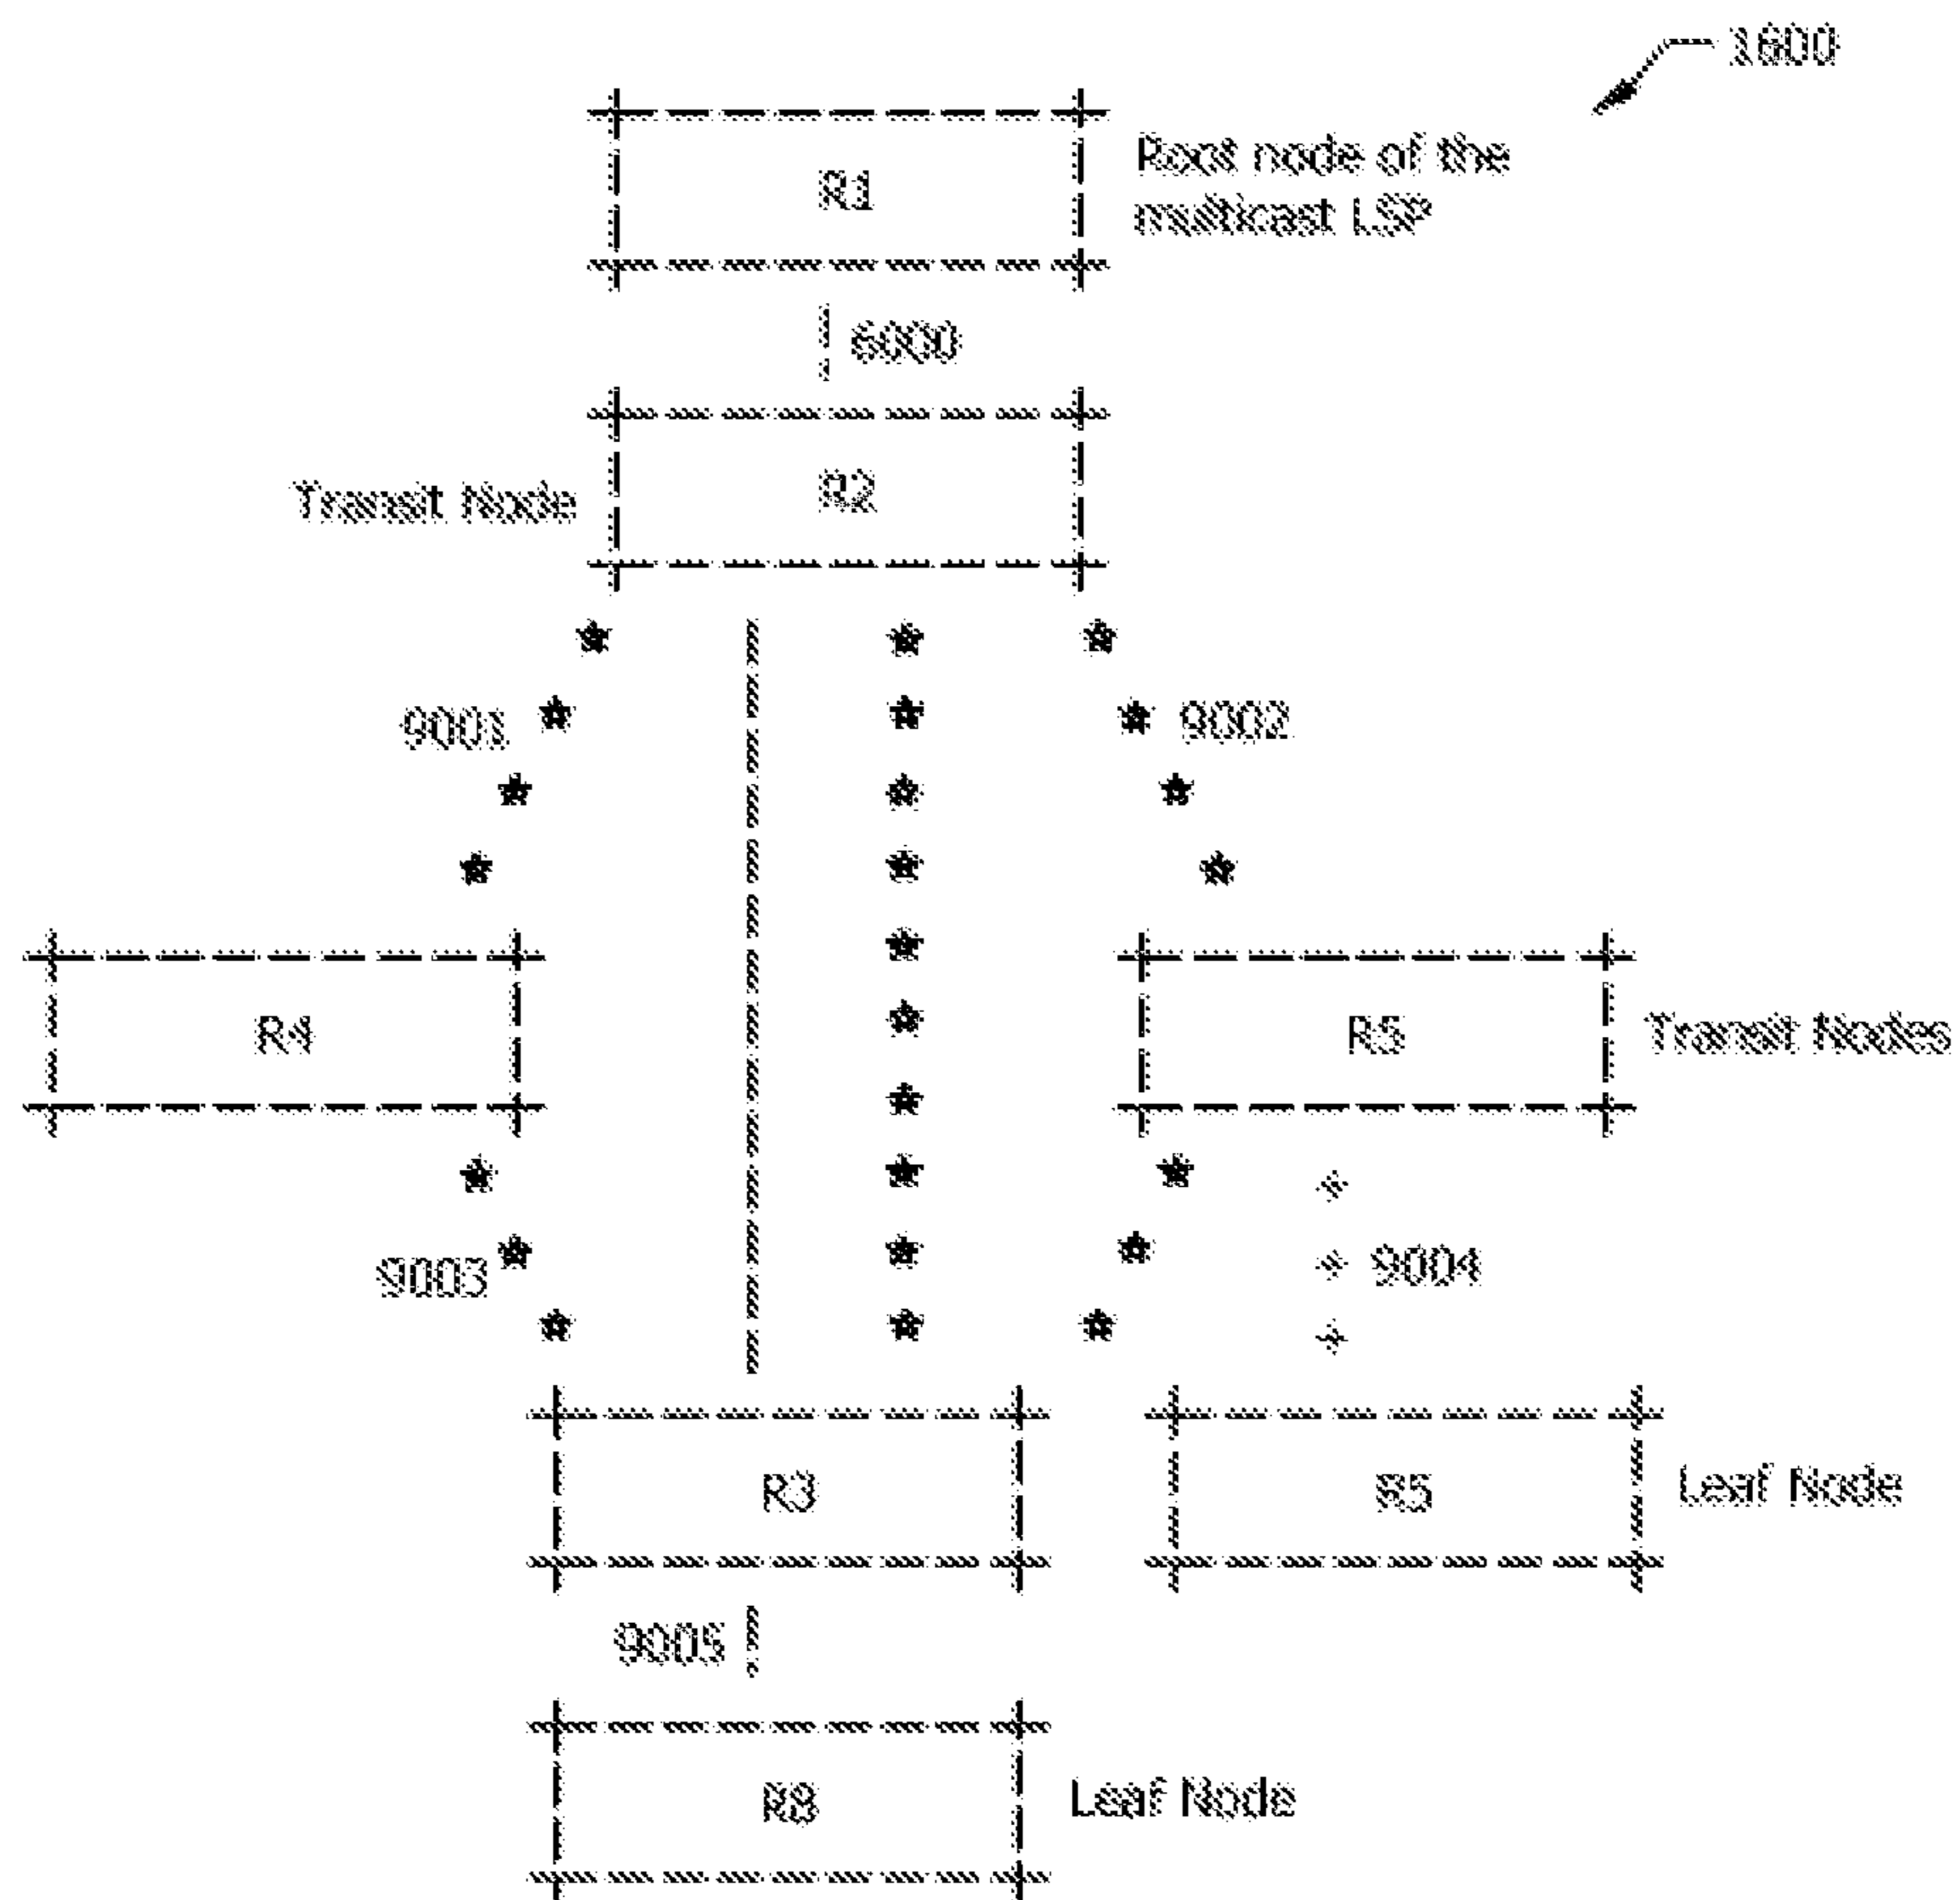 1600
R1
Root node of the
multicast LSP
6000
Transit Node
R2
9001
9002
R4
R5
Transit Nodes
9003
9004
R3
R5
Leaf Node
9005
R8
Leaf Node